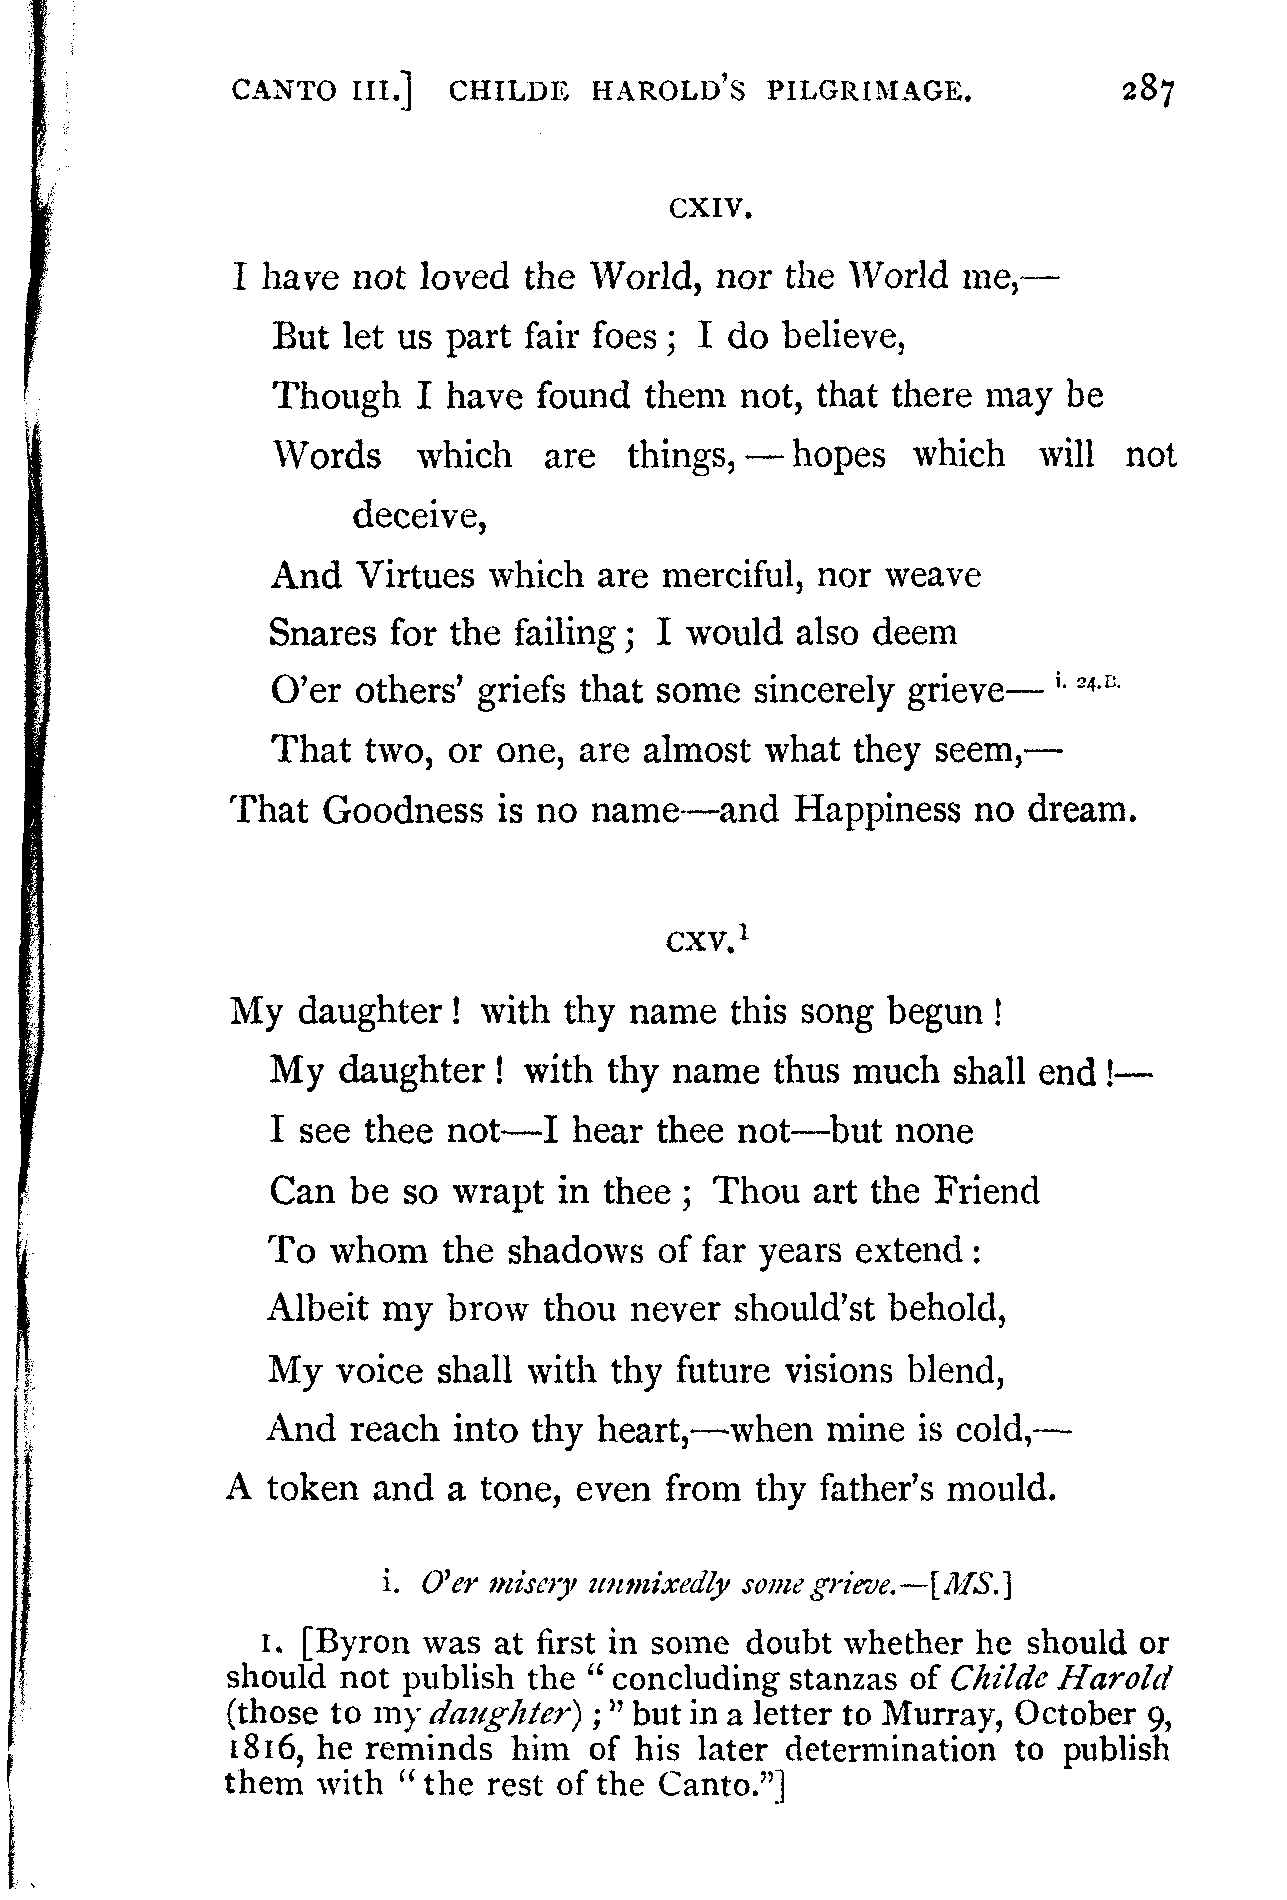 CANTO III.] CHILDE HAROLD'S PILGRIMAGE. 287
CXIV.
I have not loved the World, nor the World me,—
But let us part fair foes; I do believe,
Though I have found them not, that there may be
Words which are things,—hopes which will not
deceive,
And Virtues which are merciful, nor weave
Snares for the failing; I would also deem
O'er others' griefs that some sincerely grieve— i. 24.B.
That two, or one, are almost what they seem,—
That Goodness is no name—and Happiness no dream.
CXV.¹
My daughter! with thy name this song begun!
My daughter! with thy name thus much shall end!—
I see thee not—I hear thee not—but none
Can be so wrapt in thee; Thou art the Friend
To whom the shadows of far years extend:
Albeit my brow thou never should'st behold,
My voice shall with thy future visions blend,
And reach into thy heart,—when mine is cold,—
A token and a tone, even from thy father's mould.
i. O'er misery unmixedly some grieve.—[MS.]
1. [Byron was at first in some doubt whether he should or
should not publish the "concluding stanzas of Childe Harold
(those to my daughter);" but in a letter to Murray, October 9,
1816, he reminds him of his later determination to publish
them with "the rest of the Canto."]